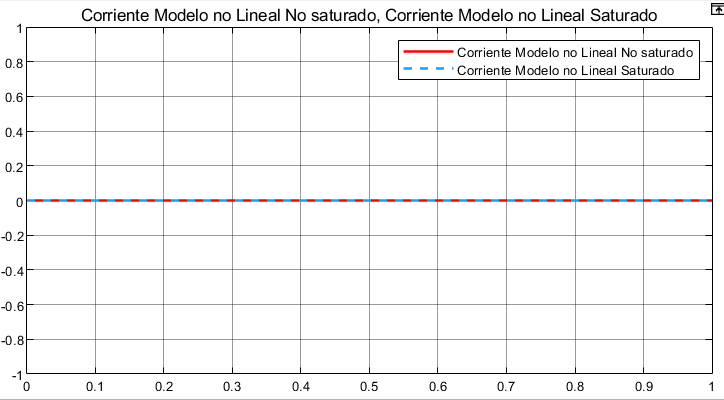 Corriente Modelo no Lineal No saturado, Corriente Modelo no Lineal Saturado
Corriente Modelo no Lineal No saturado
Corriente Modelo no Lineal Saturado
1
0.8
0.6
0.4
0.2
0
-0.2
-0.4
-0.6
-0.8
-1
0 0.1 0.2 0.3 0.4 0.5 0.6 0.7 0.8 0.9 1